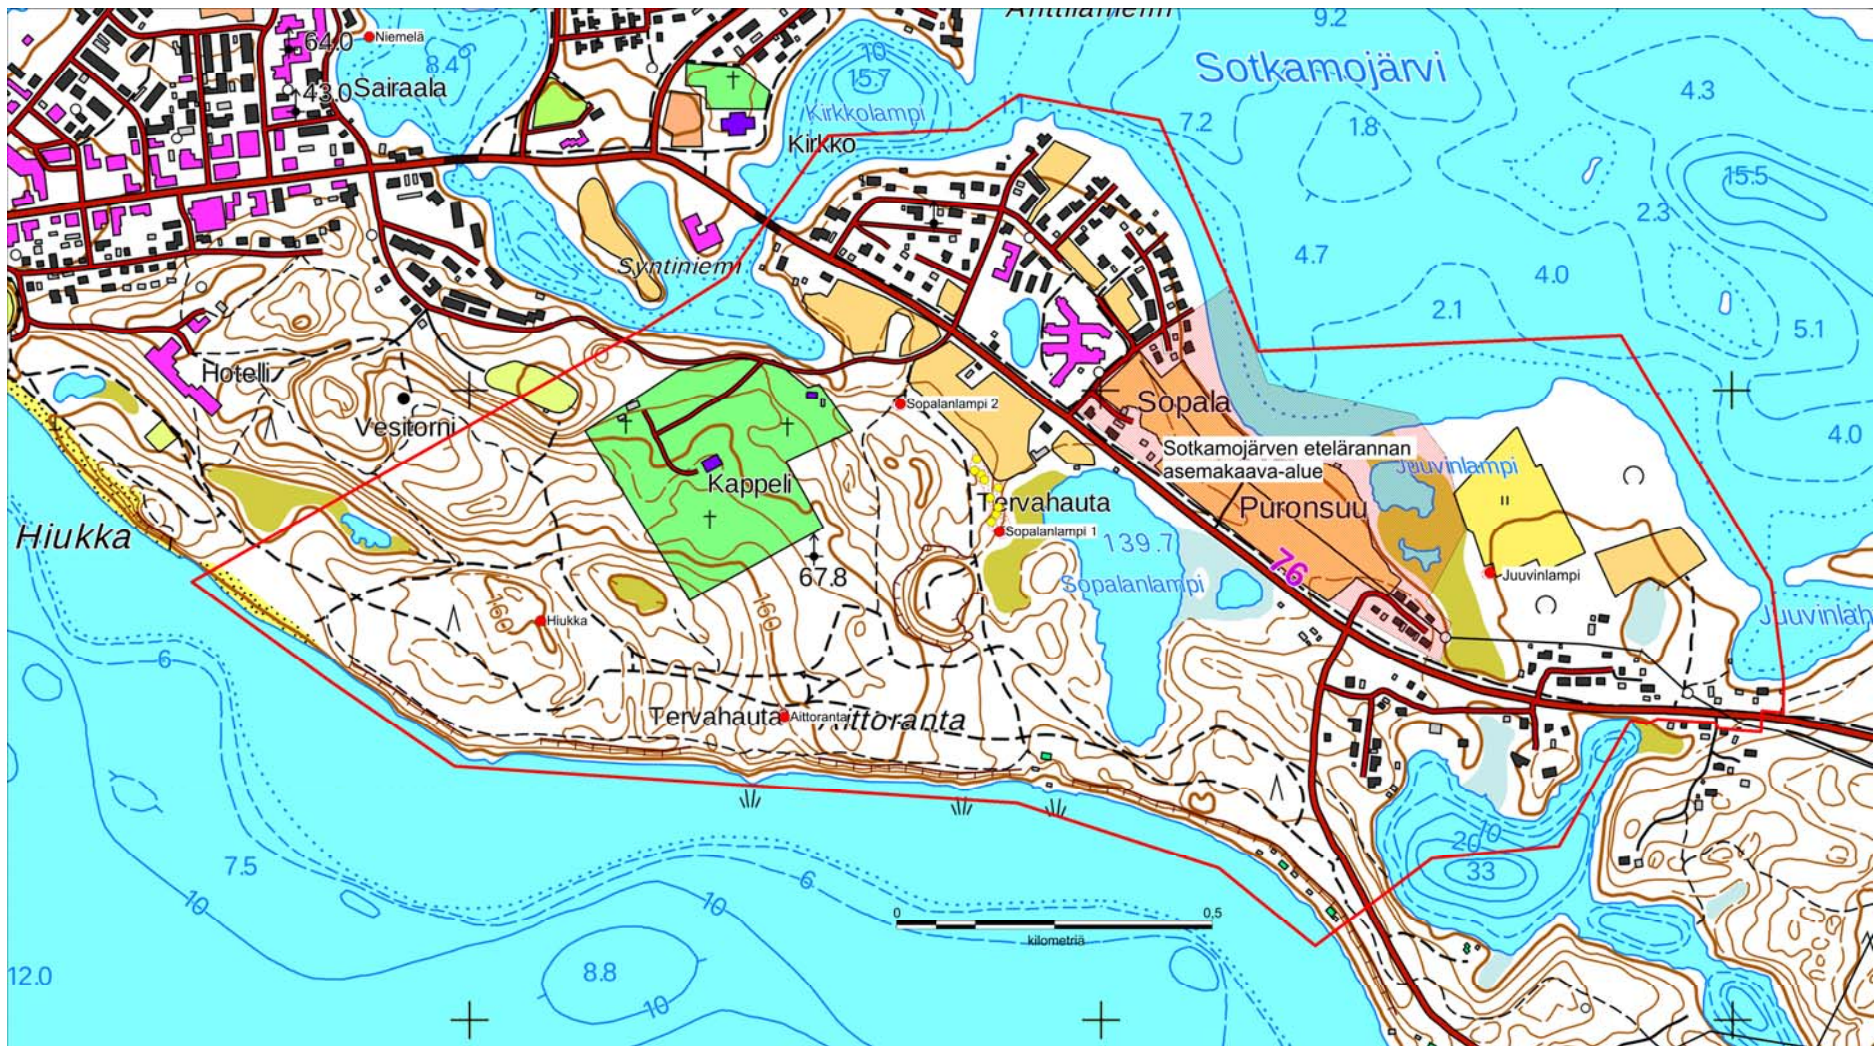 Anttilaniemi
9.2
Niemelä
64.0
8.4
10
15.7
Sotkamojärvi
4.3
43.0
Sairaala
Kirkkolampi
7.2
1.8
Kirkko
15.5
2.3
Syntiniemi
4.7
4.0
2.1
5.1
Hotelli
Vesitorni
Sopalanlampi 2
Sopala
4.0
Sotkamojärven etelärannan
asemakaava-alue
Juuvinlampi
Kappeli
Tervahauta
Puronsuu
Hiukka
Sopalanlampi 1
139.7
76
67.8
Sopalanlampi
Juuvinlampi
160
160
Hiukka
Juuvinlah
6
Tervahauta
Aittoranta
Aittoranta
10
20
33
7.5
6
10
10
0
0,5
kilometriä
12.0
8.8
10